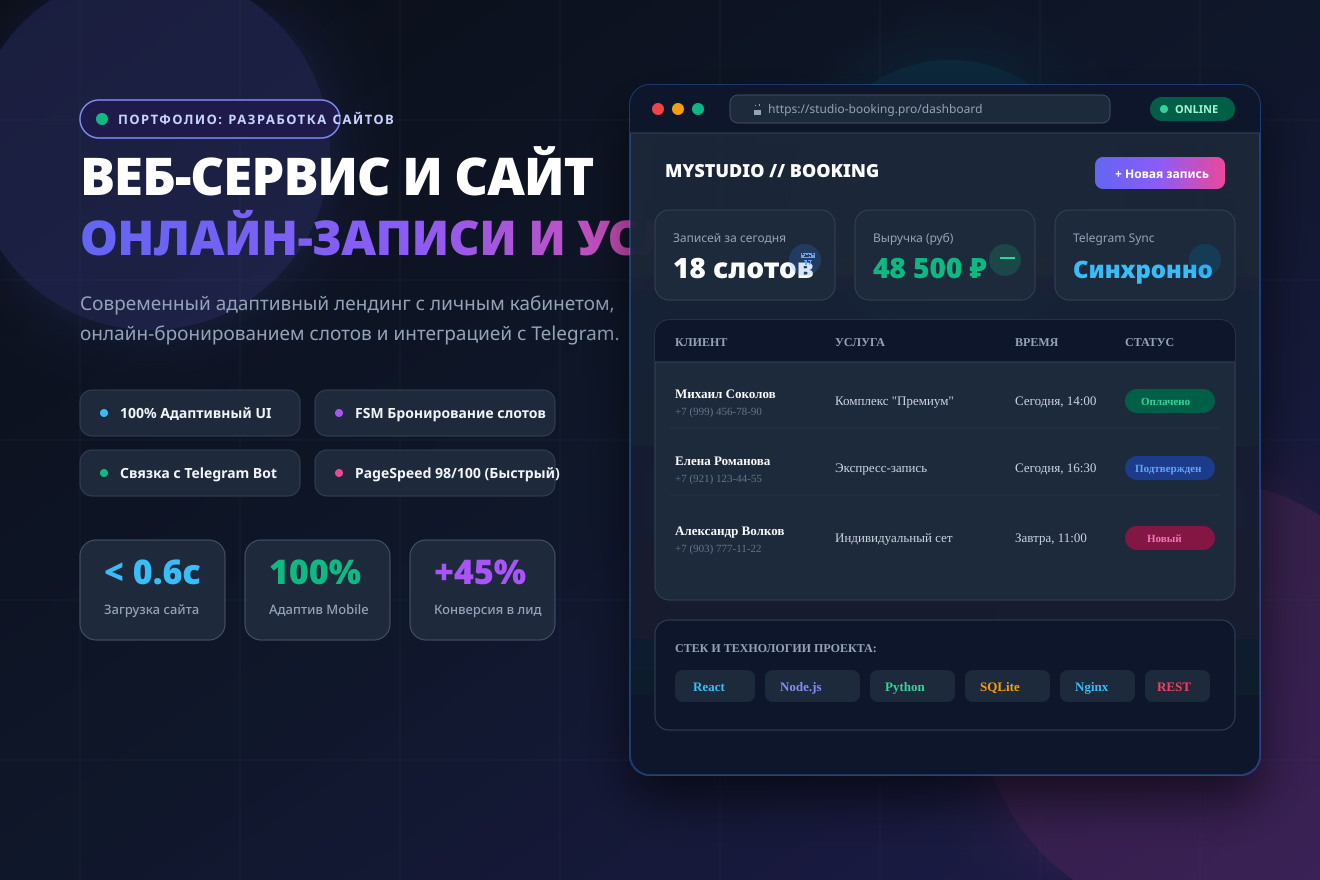 ПОРТФОЛИО: РАЗРАБОТКА САЙТОВ
ВЕБ-СЕРВИС И САЙТ
ОНЛАЙН-ЗАПИСИ И УС
Современный адаптивный лендинг с личным кабинетом,
онлайн-бронированием слотов и интеграцией с Telegram.
100% Адаптивный UI
FSM Бронирование слотов
Связка с Telegram Bot
PageSpeed 98/100 (Быстрый)
< 0.6с
Загрузка сайта
100%
Адаптив Mobile
+45%
Конверсия в лид
https://studio-booking.pro/dashboard
ONLINE
MYSTUDIO // BOOKING
+ Новая запись
Записей за сегодня
18 слотов
Выручка (руб)
48 500 ₽
Telegram Sync
Синхронно
КЛИЕНТ УСЛУГА ВРЕМЯ СТАТУС
Михаил Соколов
+7 (999) 456-78-90
Комплекс "Премиум"
Сегодня, 14:00
Оплачено
Елена Романова
+7 (921) 123-44-55
Экспресс-запись
Сегодня, 16:30
Подтвержден
Александр Волков
+7 (903) 777-11-22
Индивидуальный сет
Завтра, 11:00
Новый
СТЕК И ТЕХНОЛОГИИ ПРОЕКТА:
React Node.js Python SQLite Nginx REST